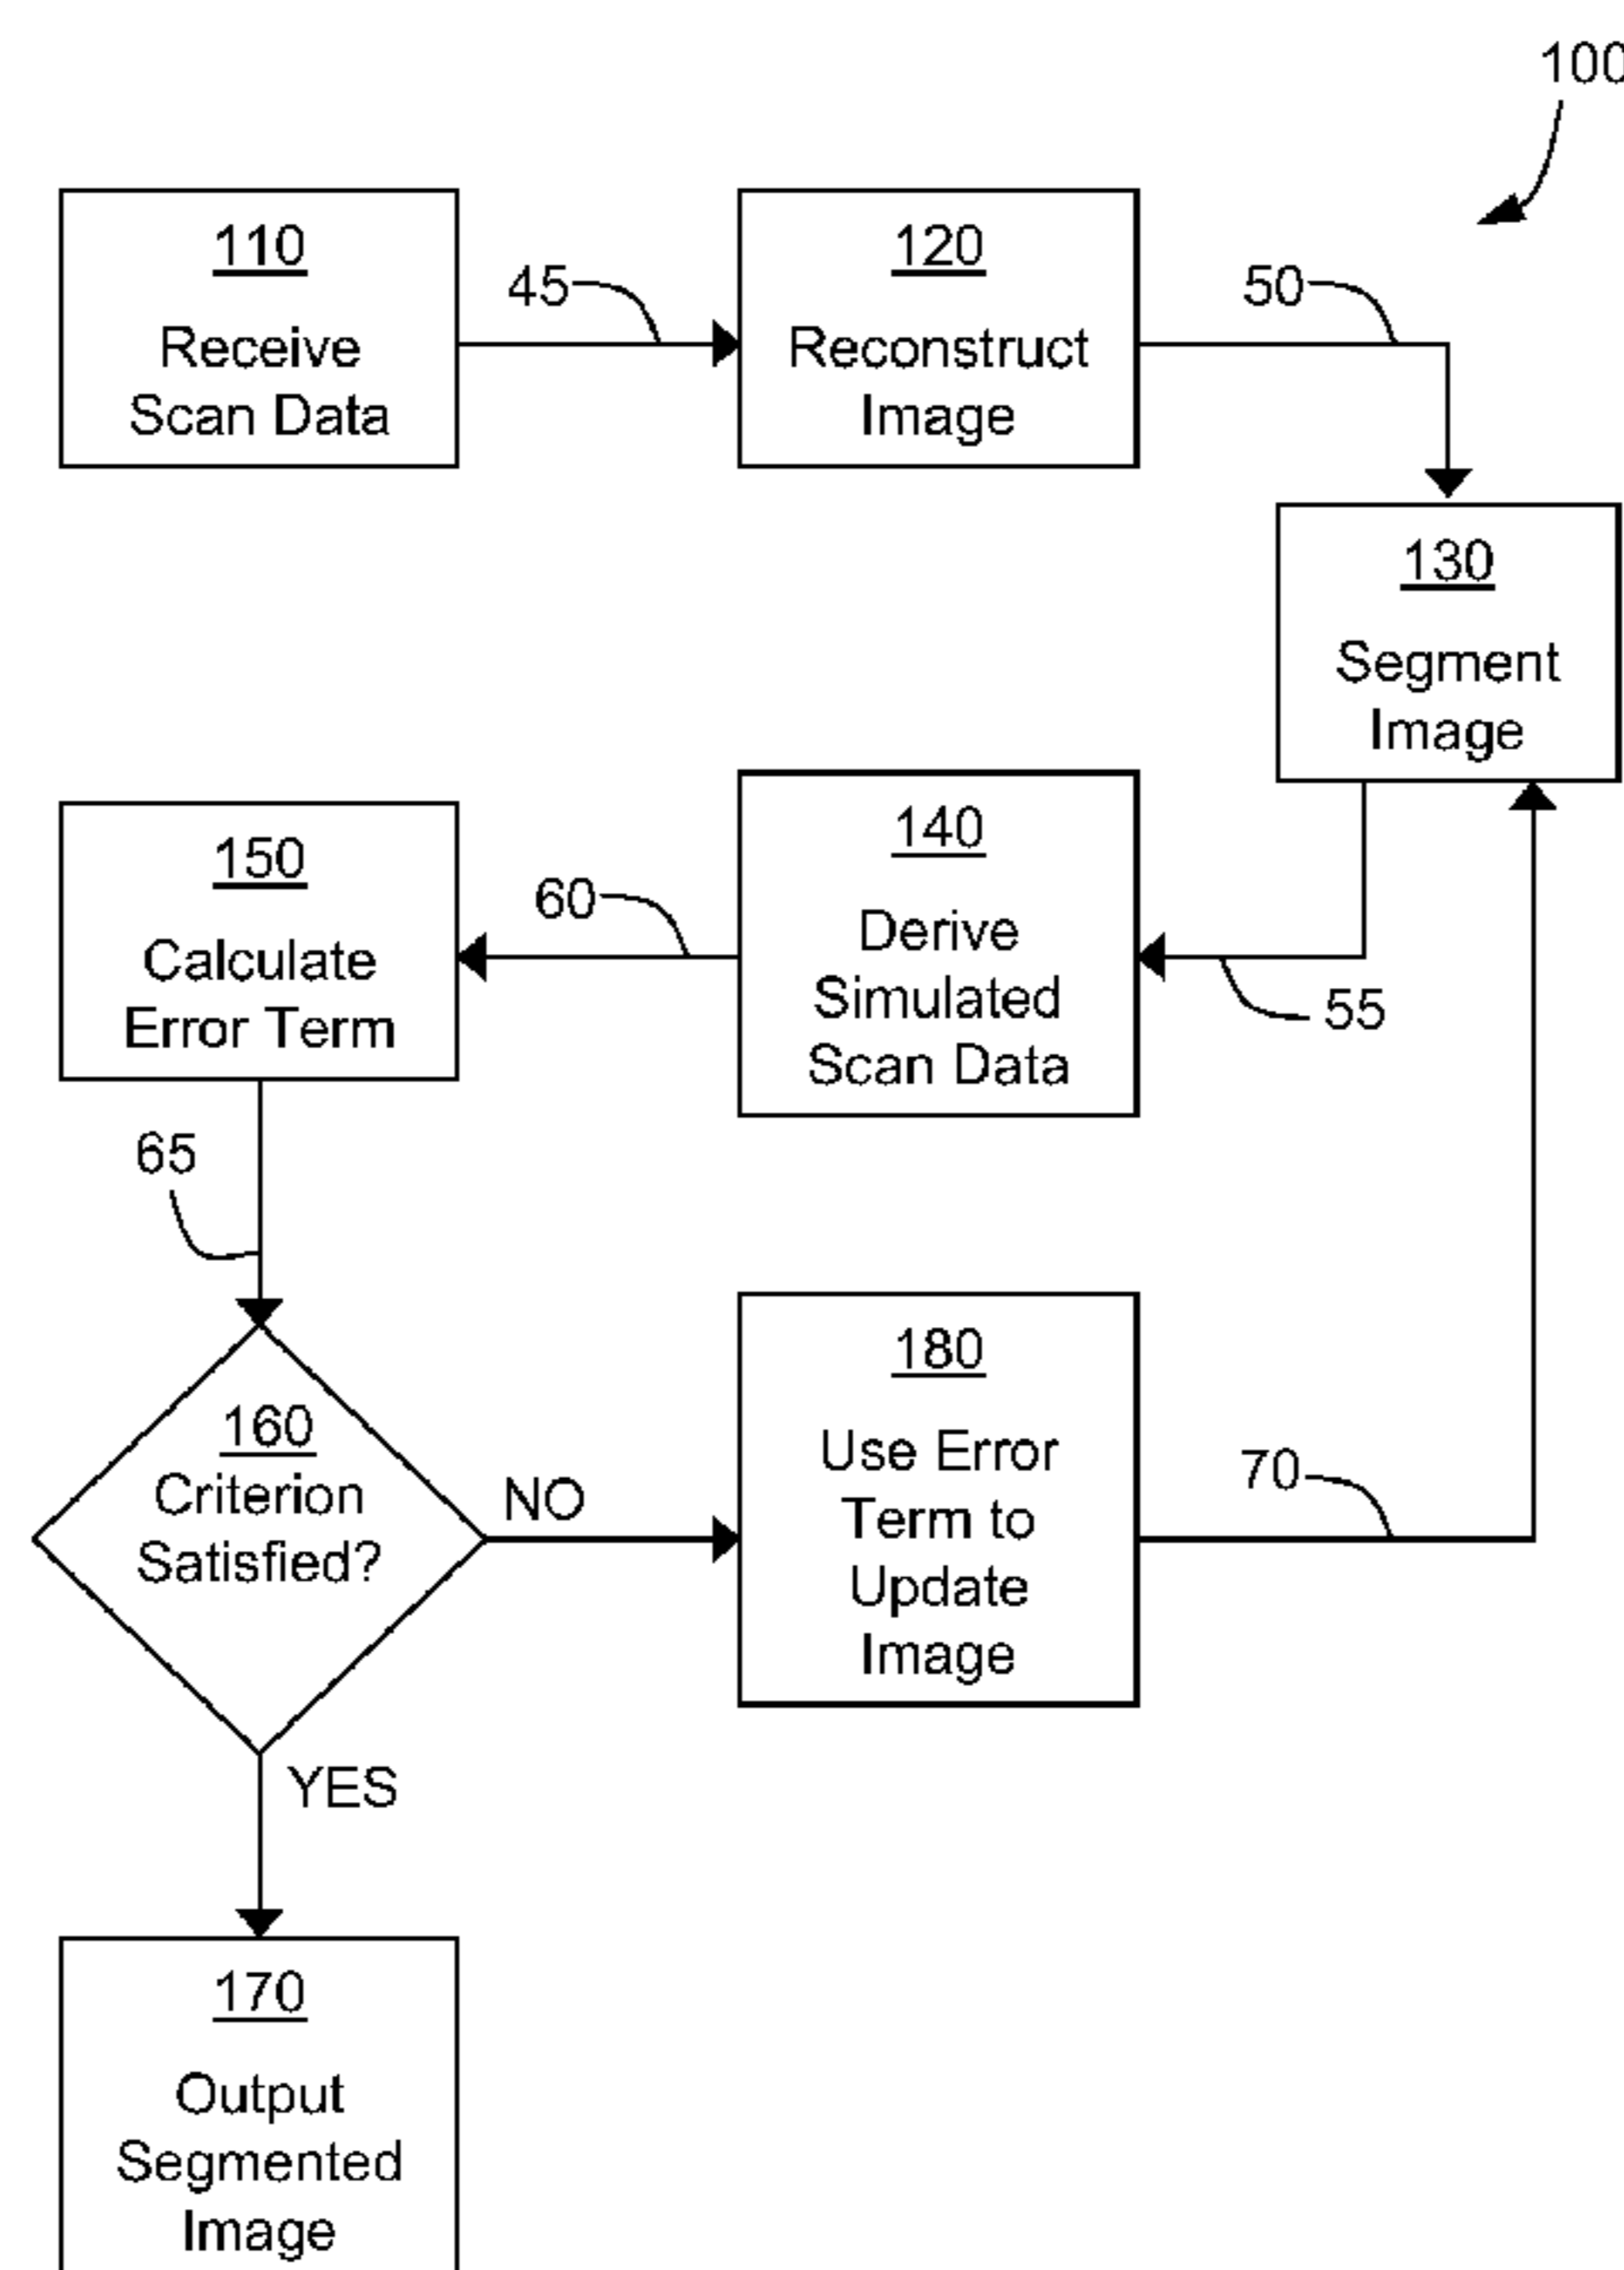 100
110
Receive
Scan Data
45
120
Reconstruct
Image
50
130
Segment
Image
140
Derive
Simulated
Scan Data
55
60
150
Calculate
Error Term
65
160
Criterion
Satisfied?
NO
180
Use Error
Term to
Update
Image
70
YES
170
Output
Segmented
Image